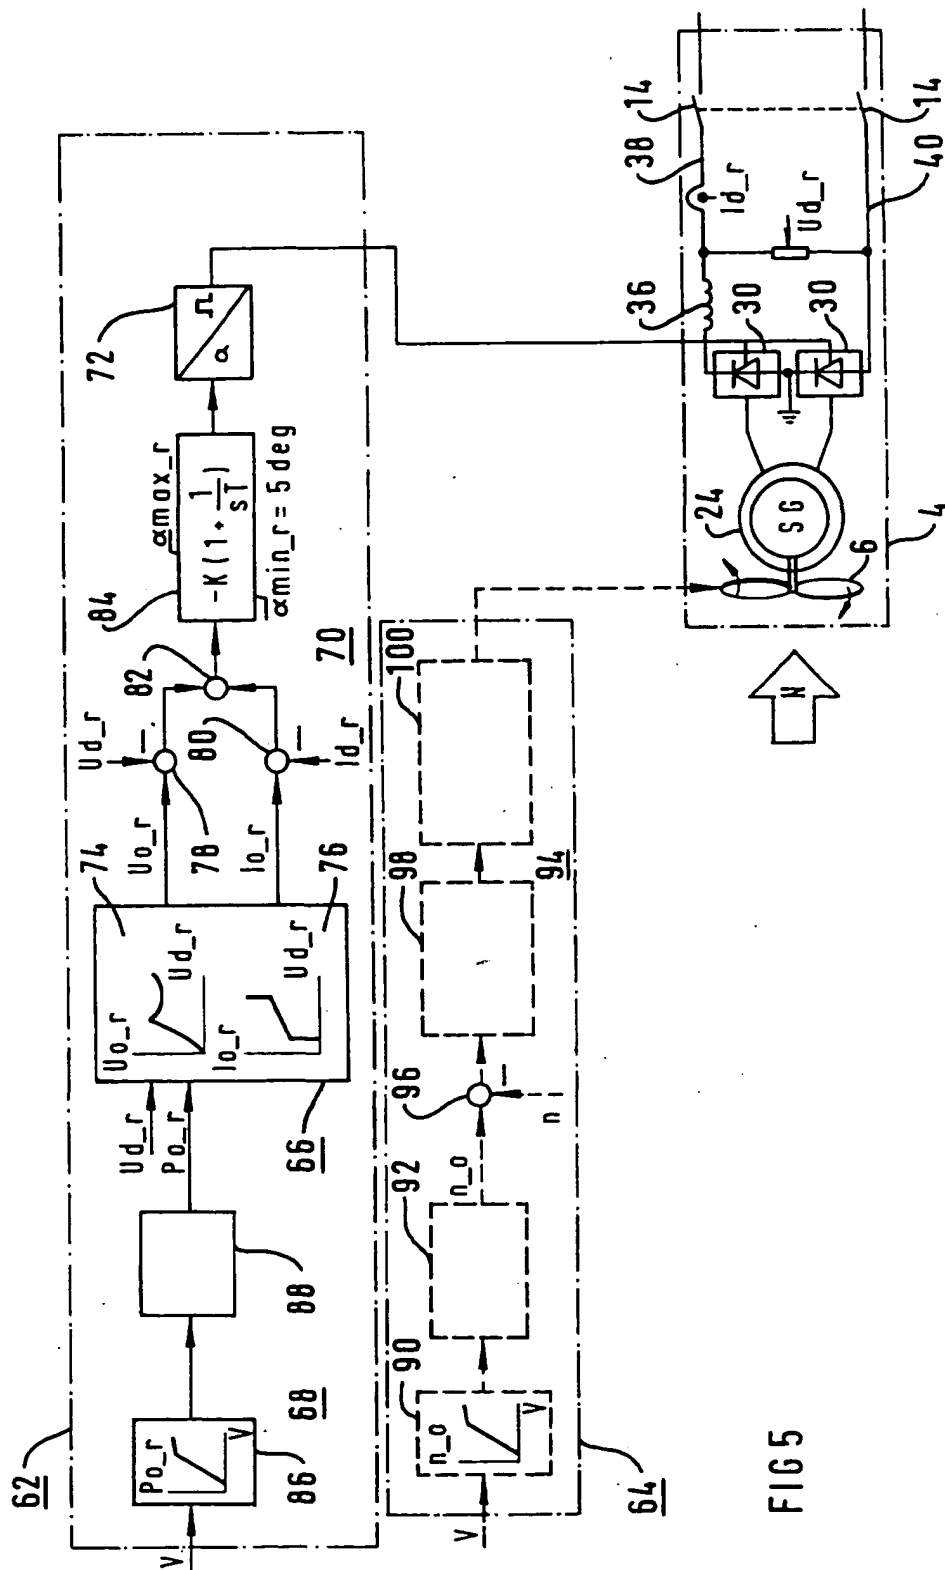 62
V
Po_r
V
86
68
88
Ud_r
Po_r
66
Uo_r
Ud_r
74
Io_r
Ud_r
76
Uo_r
Io_r
78
Ud_r
80
Id_r
82
84
αmax_r
-K(1+1/sT)
αmin_r = 5 deg
70
72
α
64
V
n_o
V
90
92
n_o
96
n
98
94
100
W
6
24
SG
4
30
30
36
Ud_r
Id_r
38
40
14
14
FIG 5